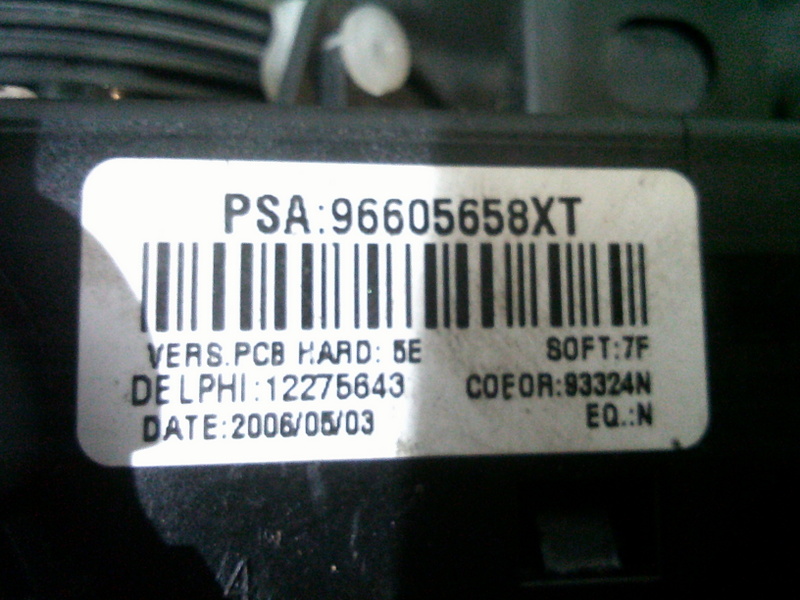 PSA:96605658XT
VERS.PCB HARD: 5E SOFT:7F
DELPHI:12275643 COFOR:93324N
DATE:2006/05/03 EQ.:N